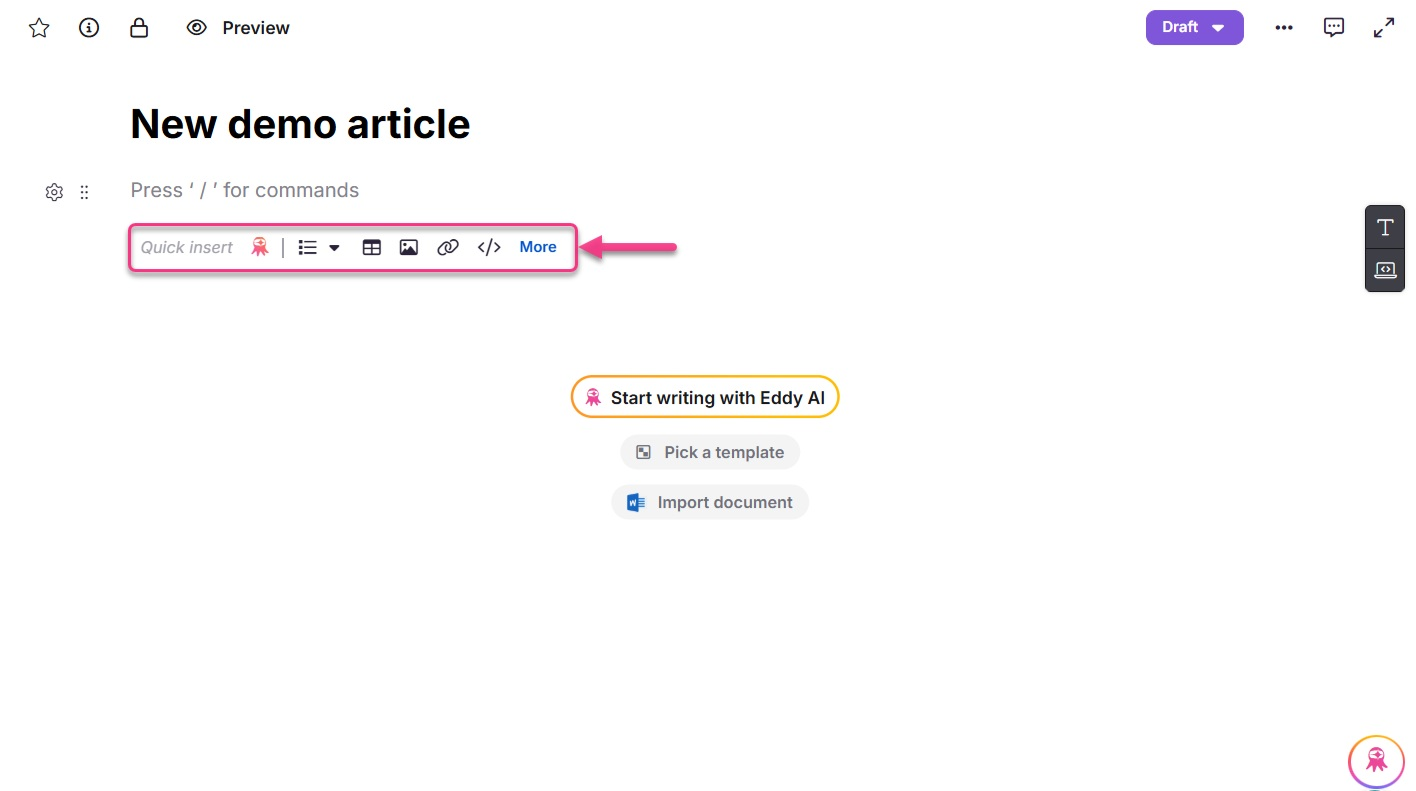 Preview
Draft
New demo article
Press ‘ / ’ for commands
Quick insert More
Start writing with Eddy AI
Pick a template
Import document